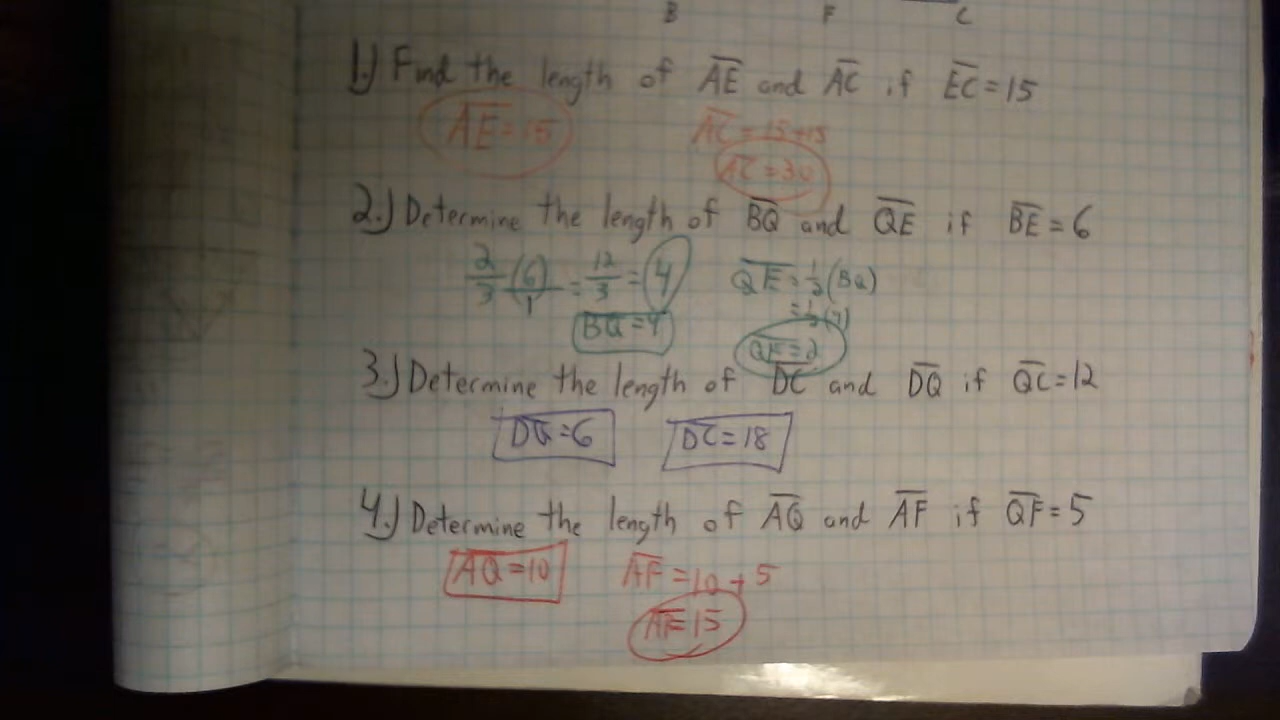 B F C
1.) Find the length of AE and AC if EC = 15
AE = 15 AC = 15+15
AC = 30
2.) Determine the length of BQ and QE if BE = 6
2/3 (6)/1 = 12/3 = 4 QE = 1/2 (BQ)
= 1/2 (4)
BQ = 4 QE = 2
3.) Determine the length of DC and DQ if QC = 12
DQ = 6 DC = 18
4.) Determine the length of AQ and AF if QF = 5
AQ = 10 AF = 10 + 5
AF = 15